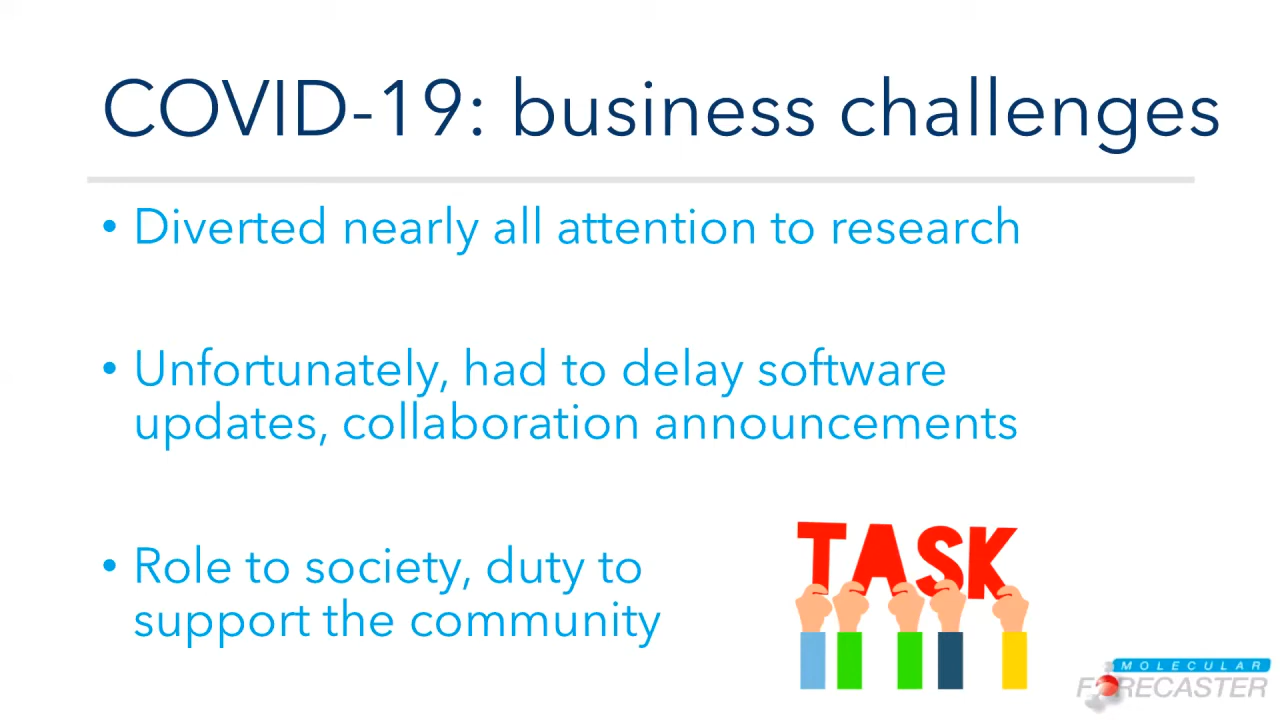 COVID-19: business challenges
• Diverted nearly all attention to research
• Unfortunately, had to delay software
updates, collaboration announcements
• Role to society, duty to
support the community
TASK
MOLECULAR
FORECASTER